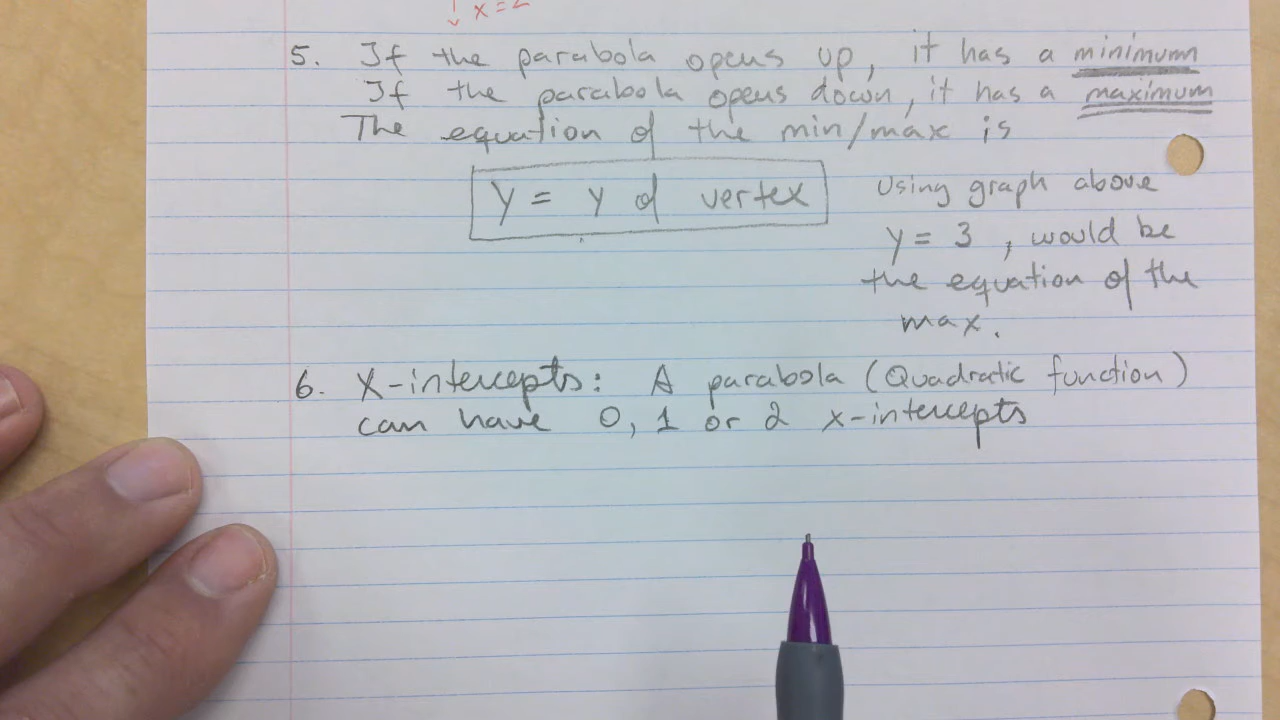 x = 2
5. If the parabola opens up, it has a minimum
If the parabola opens down, it has a maximum
The equation of the min/max is
y = y of vertex
Using graph above
y = 3 , would be
the equation of the
max.
6. X-intercepts: A parabola (Quadratic function)
can have 0, 1 or 2 x-intercepts